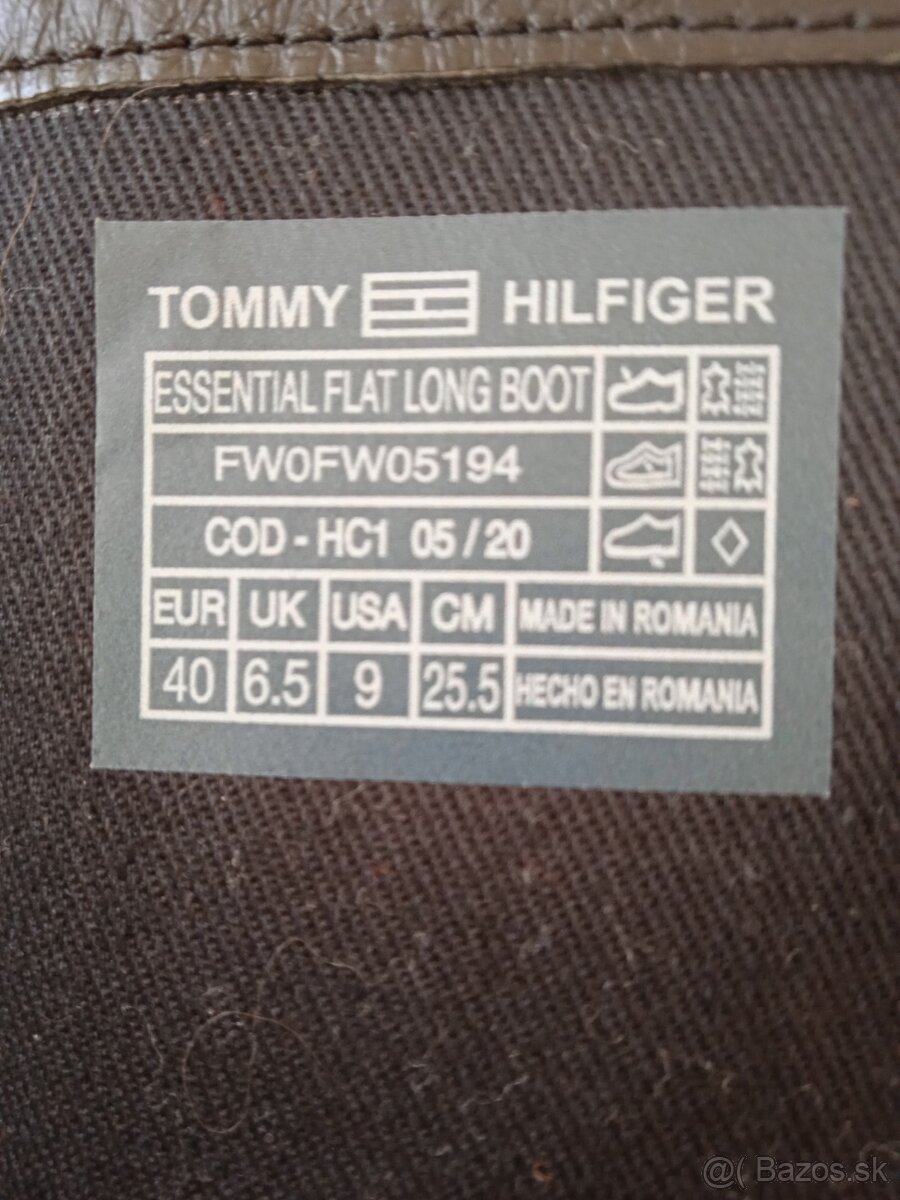 TOMMY HILFIGER
ESSENTIAL FLAT LONG BOOT
FW0FW05194
COD - HC1 05 / 20
EUR UK USA CM MADE IN ROMANIA
40 6.5 9 25.5 HECHO EN ROMANIA
@( Bazos.sk